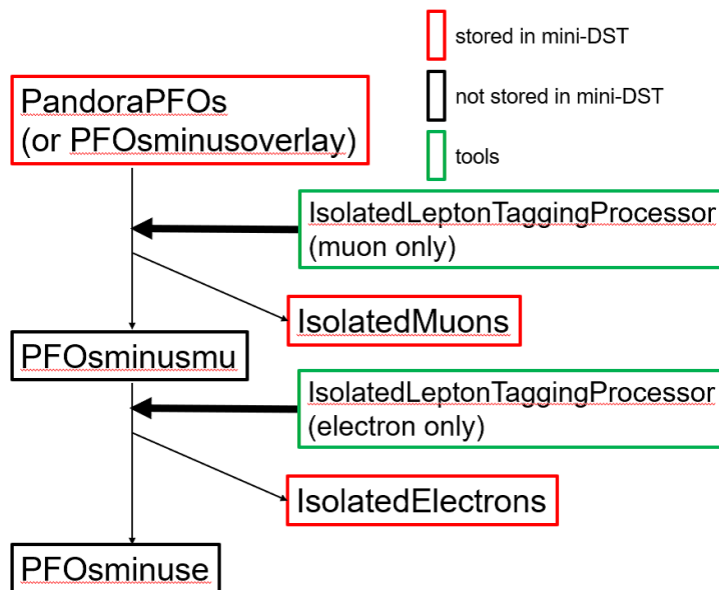 stored in mini-DST
not stored in mini-DST
tools
PandoraPFOs
(or PFOsminusoverlay)
IsolatedLeptonTaggingProcessor
(muon only)
IsolatedMuons
PFOsminusmu
IsolatedLeptonTaggingProcessor
(electron only)
IsolatedElectrons
PFOsminuse